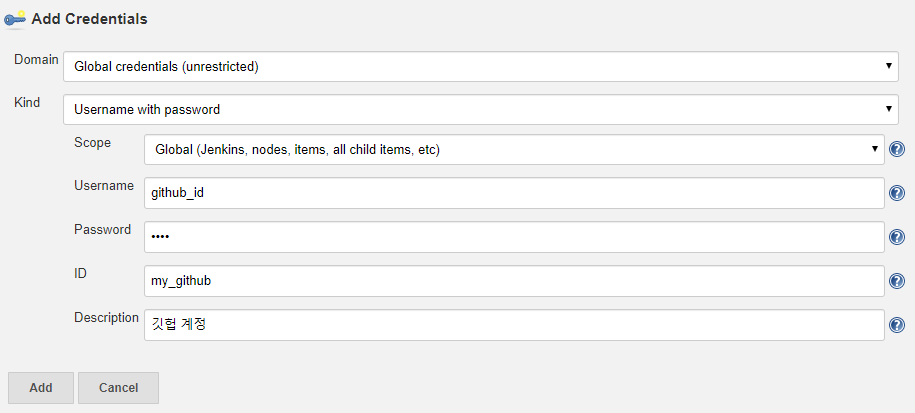 Add Credentials
Domain Global credentials (unrestricted)
Kind Username with password
Scope Global (Jenkins, nodes, items, all child items, etc)
Username github_id
Password ••••
ID my_github
Description 깃헙 계정
Add Cancel